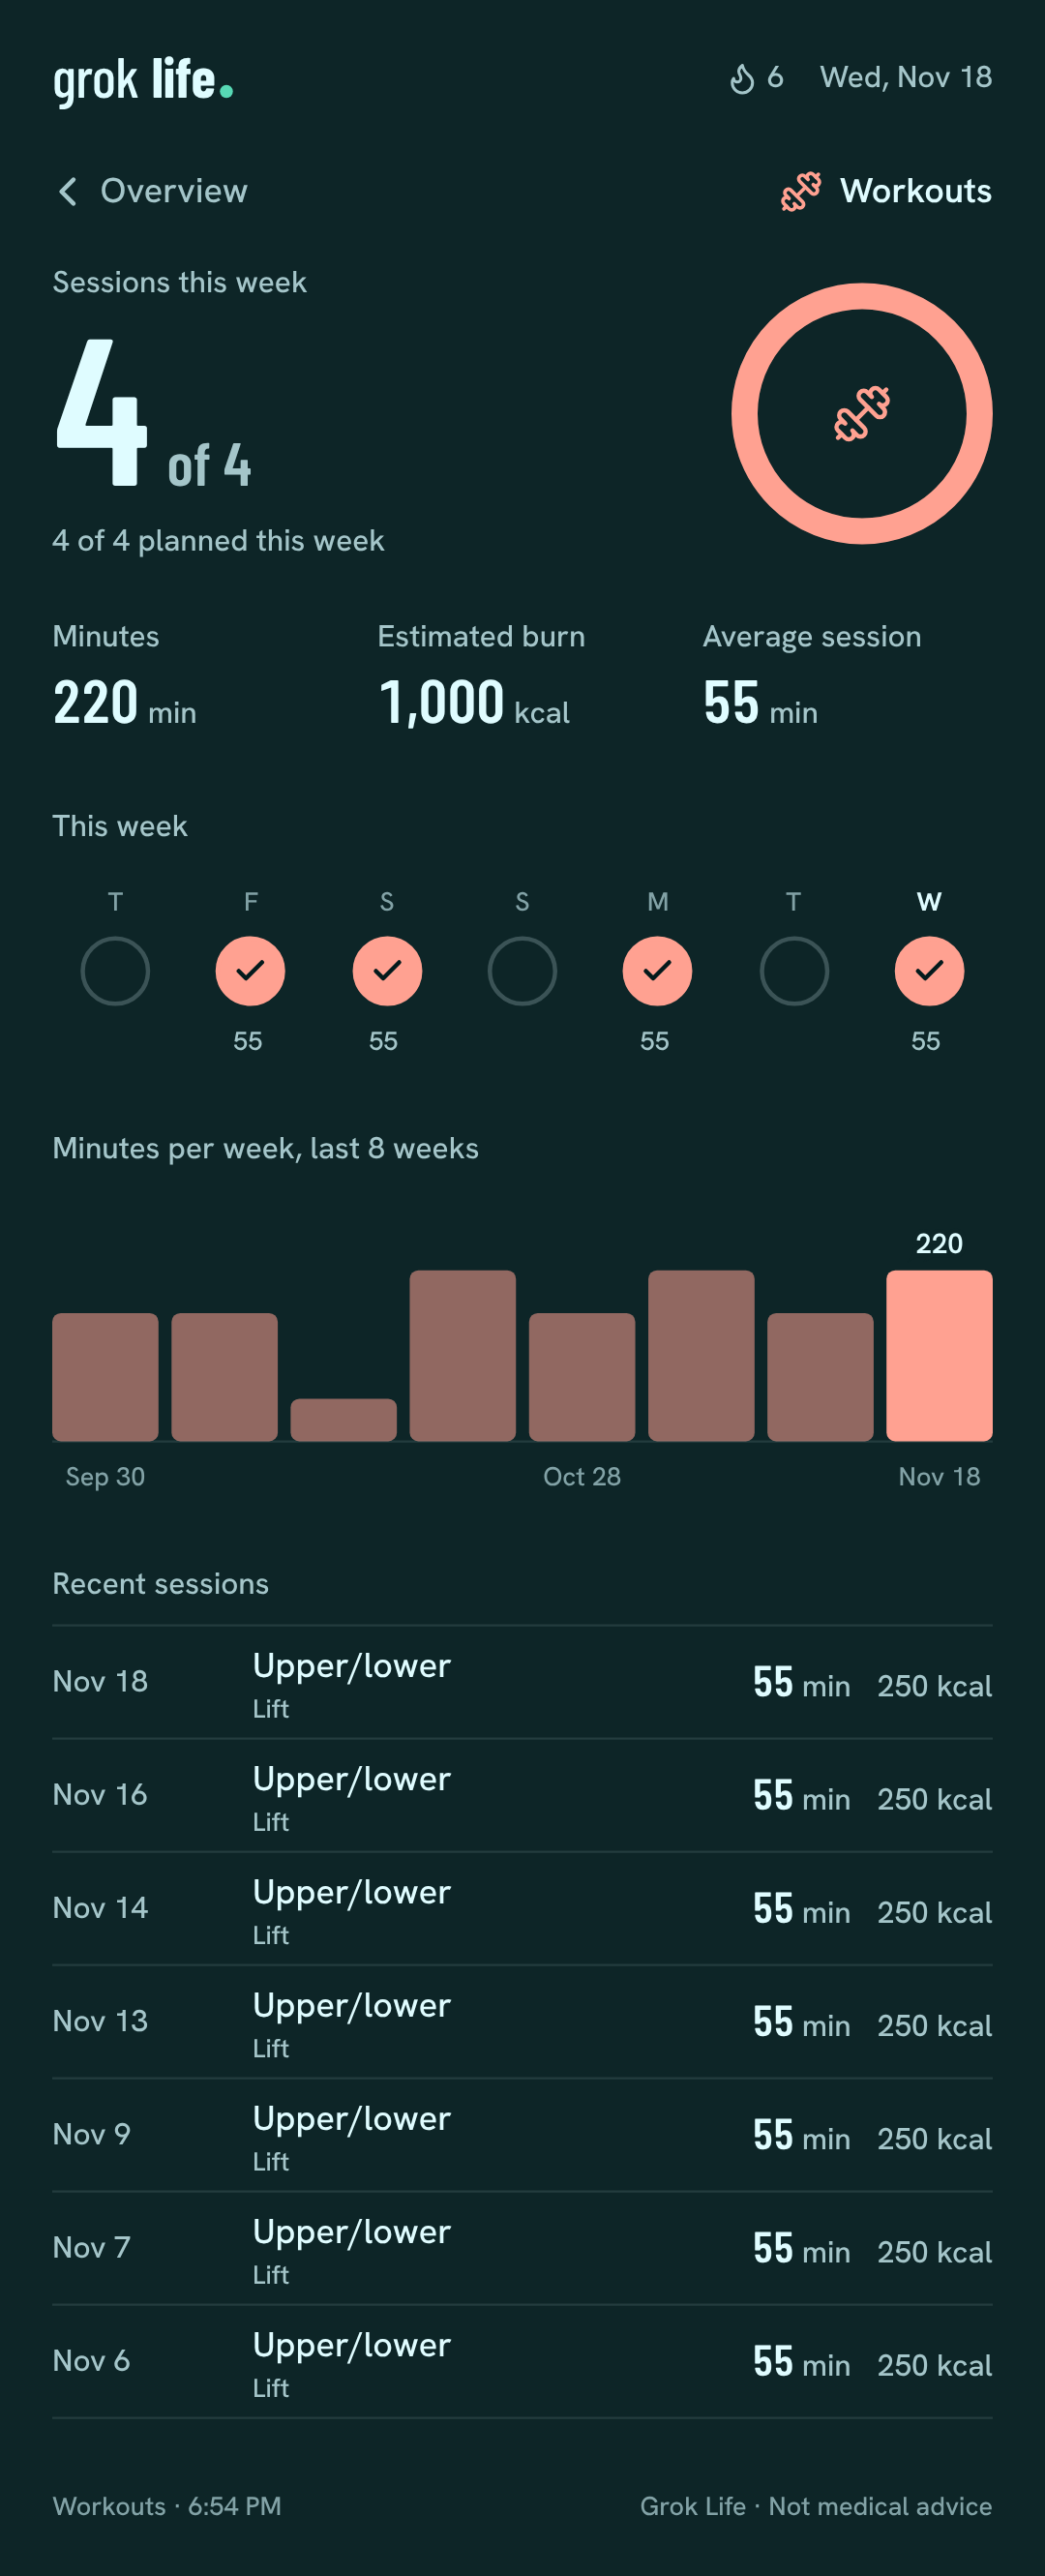 grok life.
6 Wed, Nov 18
Overview
Workouts
Sessions this week
4 of 4
4 of 4 planned this week
Minutes Estimated burn Average session
220 min 1,000 kcal 55 min
This week
T F S S M T W
55 55 55 55
Minutes per week, last 8 weeks
220
Sep 30 Oct 28 Nov 18
Recent sessions
Nov 18 Upper/lower 55 min 250 kcal
Lift
Nov 16 Upper/lower 55 min 250 kcal
Lift
Nov 14 Upper/lower 55 min 250 kcal
Lift
Nov 13 Upper/lower 55 min 250 kcal
Lift
Nov 9 Upper/lower 55 min 250 kcal
Lift
Nov 7 Upper/lower 55 min 250 kcal
Lift
Nov 6 Upper/lower 55 min 250 kcal
Lift
Workouts · 6:54 PM Grok Life · Not medical advice